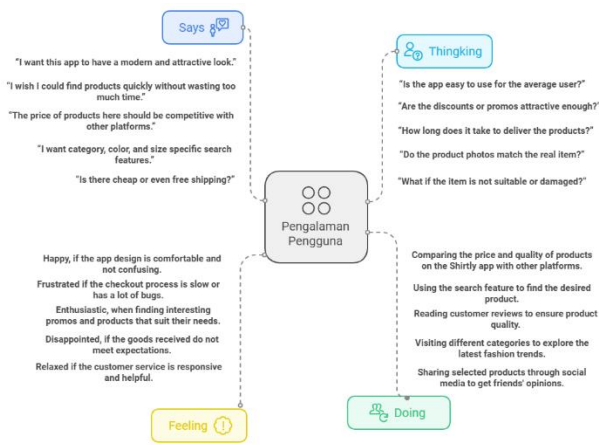 Says
"I want this app to have a modern and attractive look."
"I wish I could find products quickly without wasting too
much time."
"The price of products here should be competitive with
other platforms."
"I want category, color, and size specific search
features."
"Is there cheap or even free shipping?"
Thingking
"Is the app easy to use for the average user?"
"Are the discounts or promos attractive enough?"
"How long does it take to deliver the products?"
"Do the product photos match the real item?"
"What if the item is not suitable or damaged?"
Pengalaman
Pengguna
Happy, if the app design is comfortable and
not confusing.
Frustrated if the checkout process is slow or
has a lot of bugs.
Enthusiastic, when finding interesting
promos and products that suit their needs.
Disappointed, if the goods received do not
meet expectations.
Relaxed if the customer service is responsive
and helpful.
Feeling
Comparing the price and quality of products
on the Shirtly app with other platforms.
Using the search feature to find the desired
product.
Reading customer reviews to ensure product
quality.
Visiting different categories to explore the
latest fashion trends.
Sharing selected products through social
media to get friends' opinions.
Doing